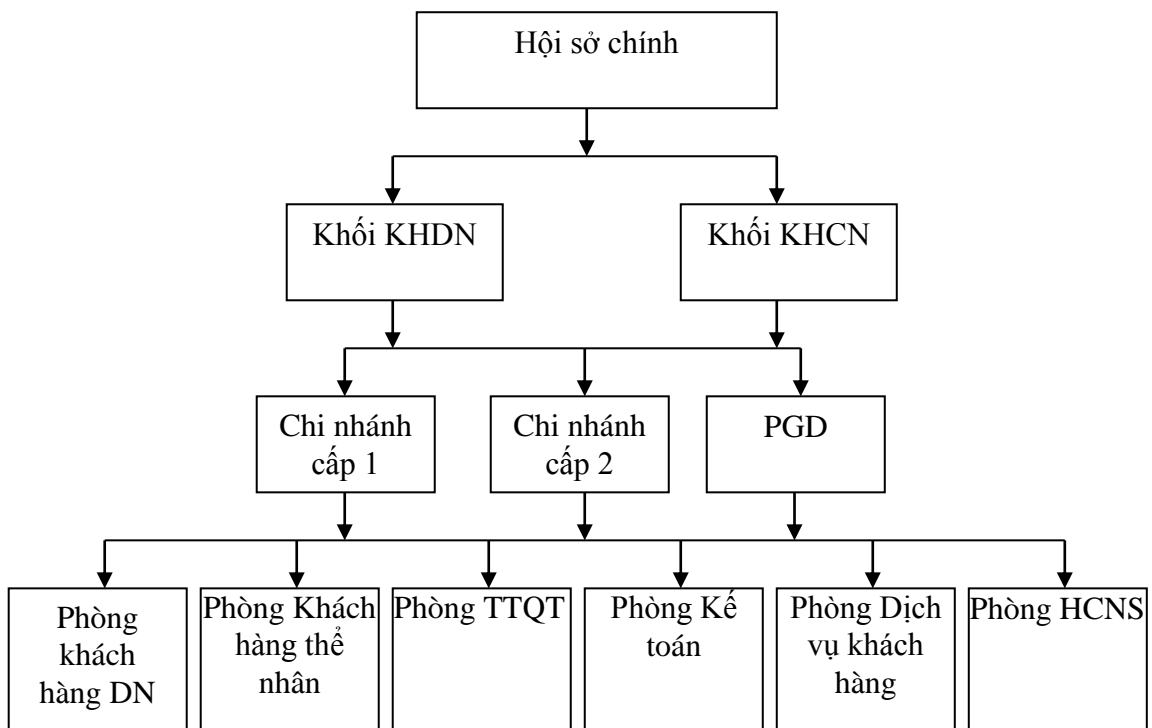 Hội sở chính
Khối KHDN
Khối KHCN
Chi nhánh
cấp 1
Chi nhánh
cấp 2
PGD
Phòng
khách
hàng DN
Phòng Khách
hàng thể
nhân
Phòng TTQT
Phòng Kế
toán
Phòng Dịch
vụ khách
hàng
Phòng HCNS